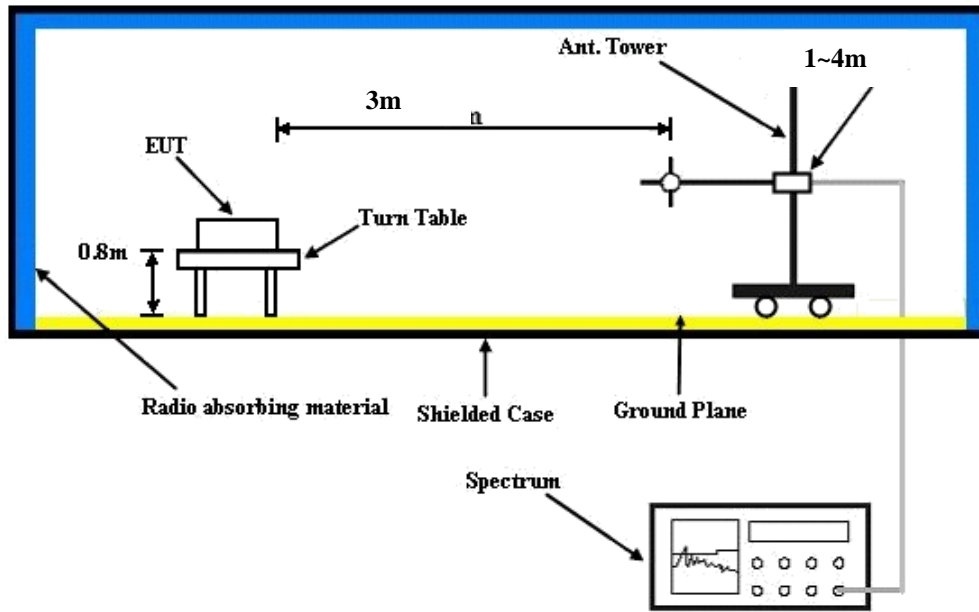 Ant. Tower
1~4m
3m
n
EUT
Turn Table
0.8m
Radio absorbing material
Shielded Case
Ground Plane
Spectrum